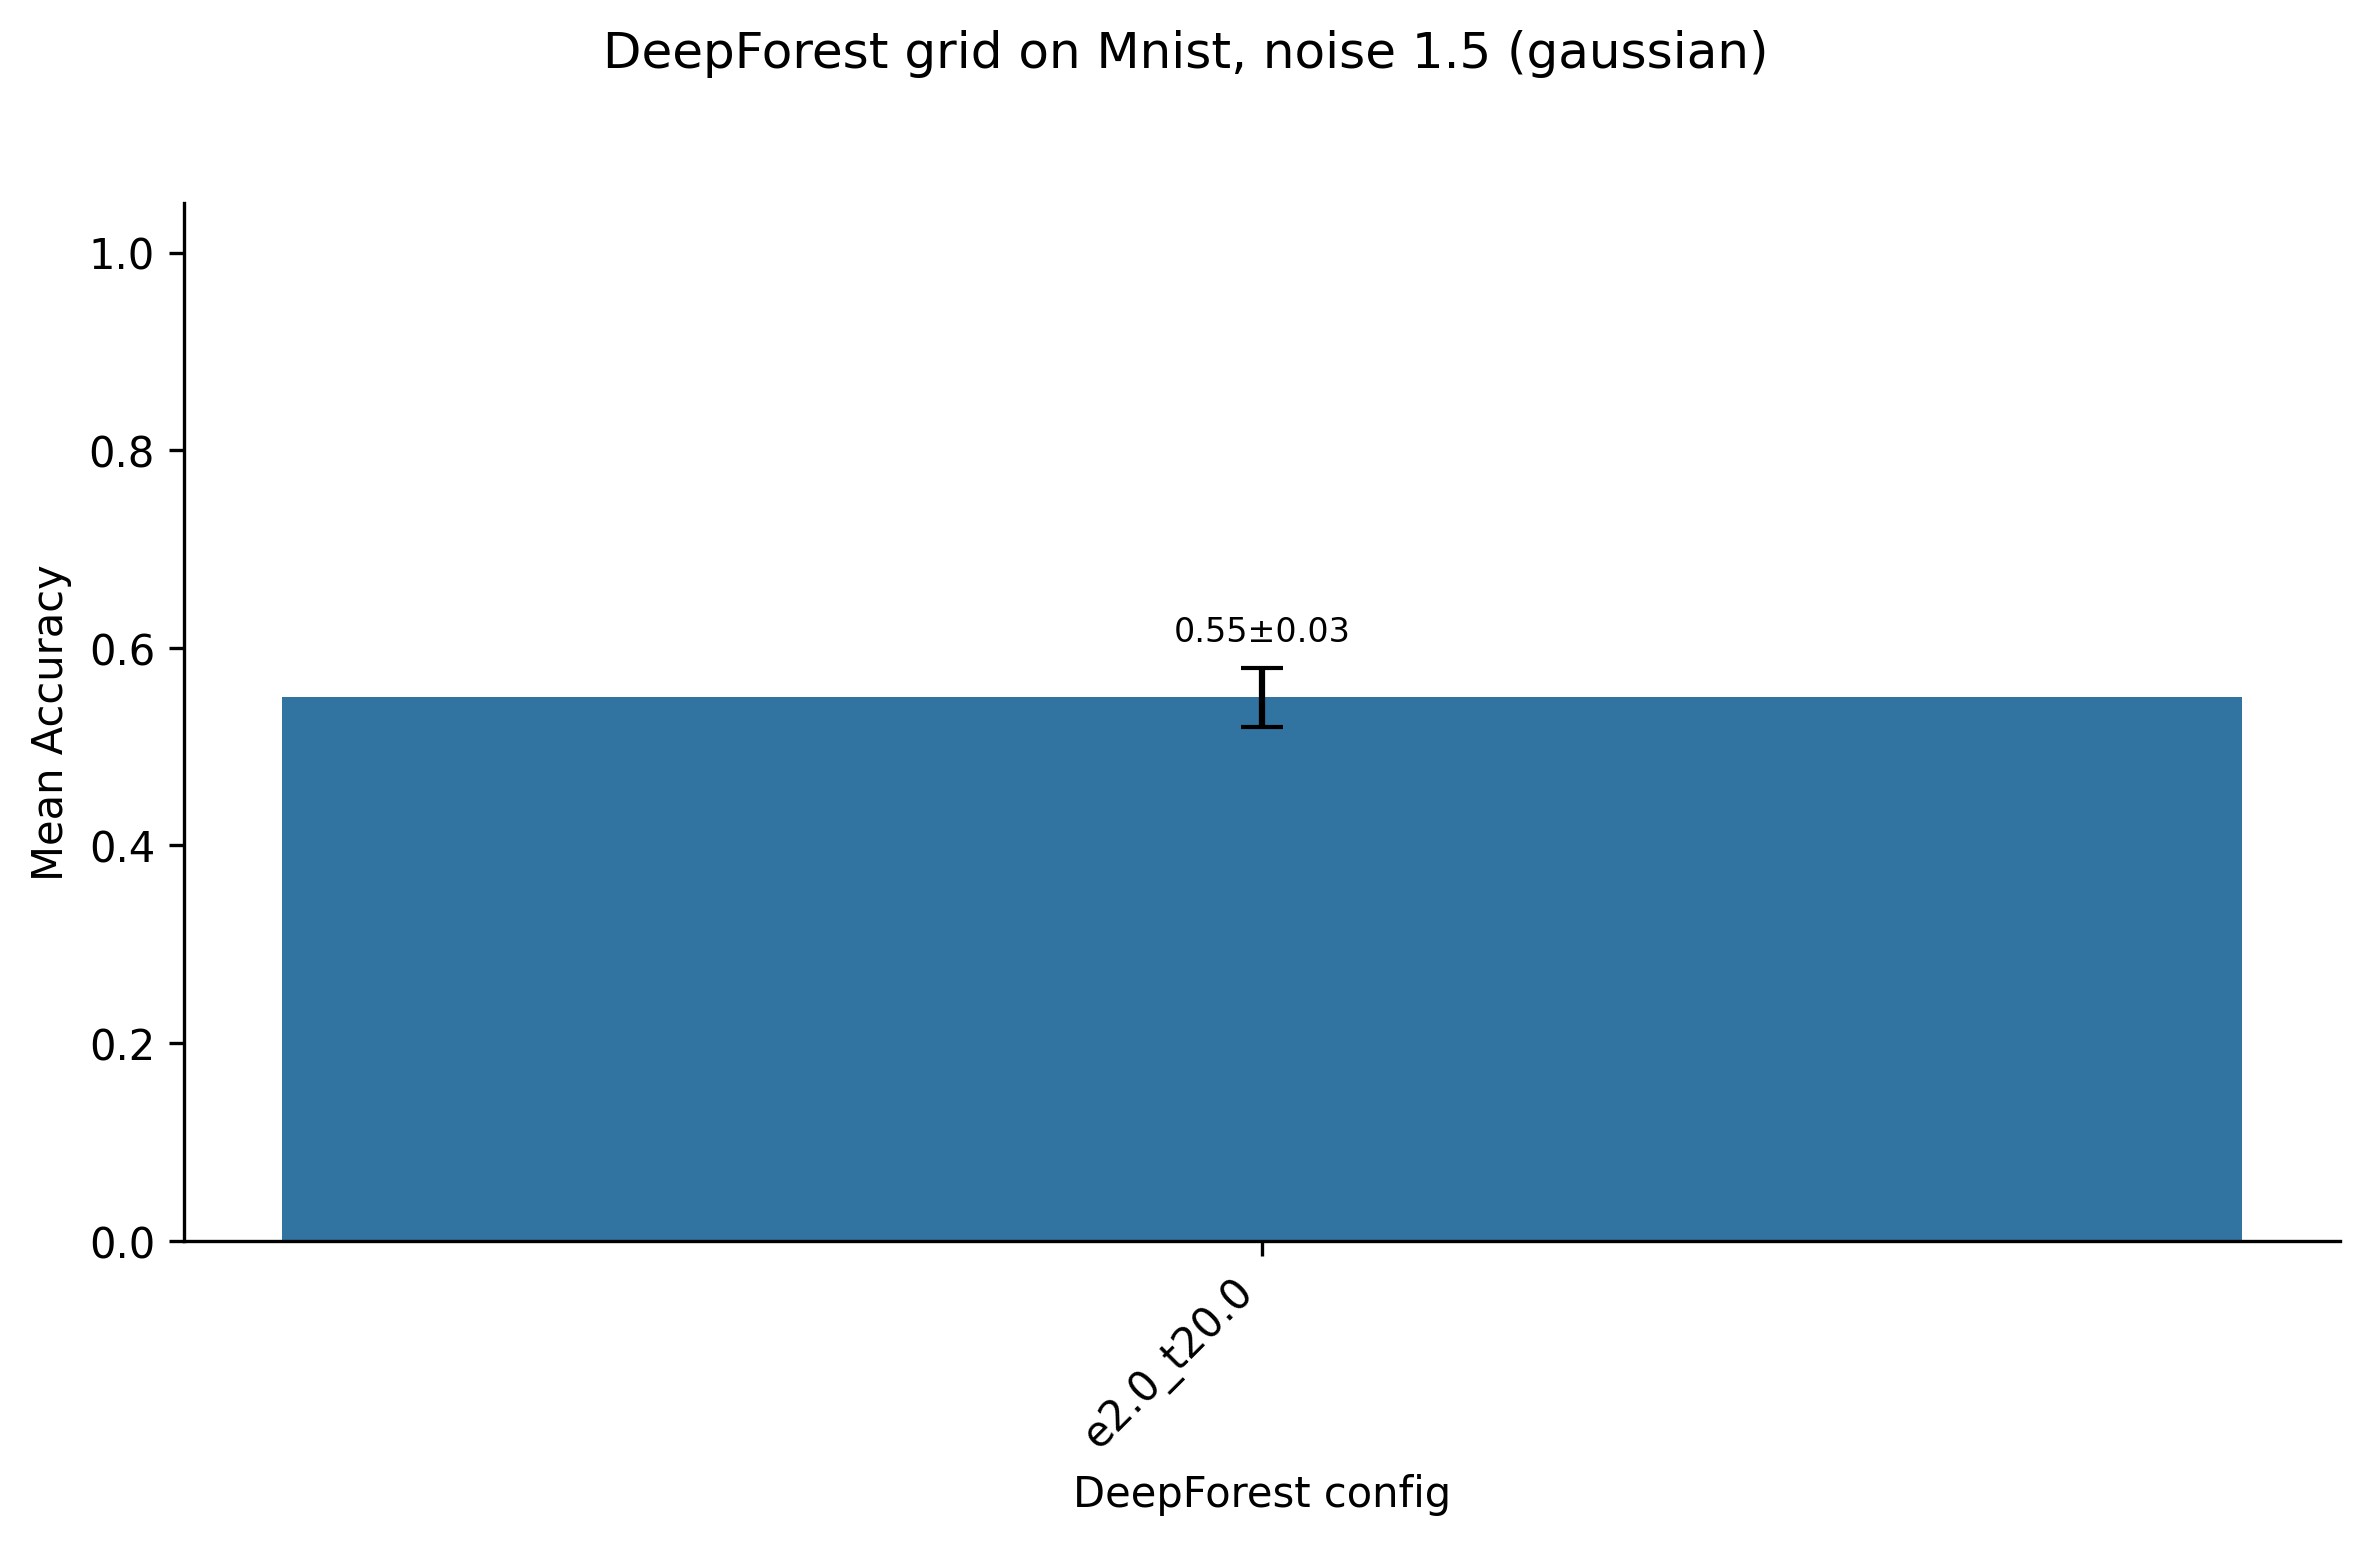 DeepForest grid on Mnist, noise 1.5 (gaussian)
Mean Accuracy
1.0
0.8
0.6
0.4
0.2
0.0
0.55±0.03
e2.0_t20.0
DeepForest config